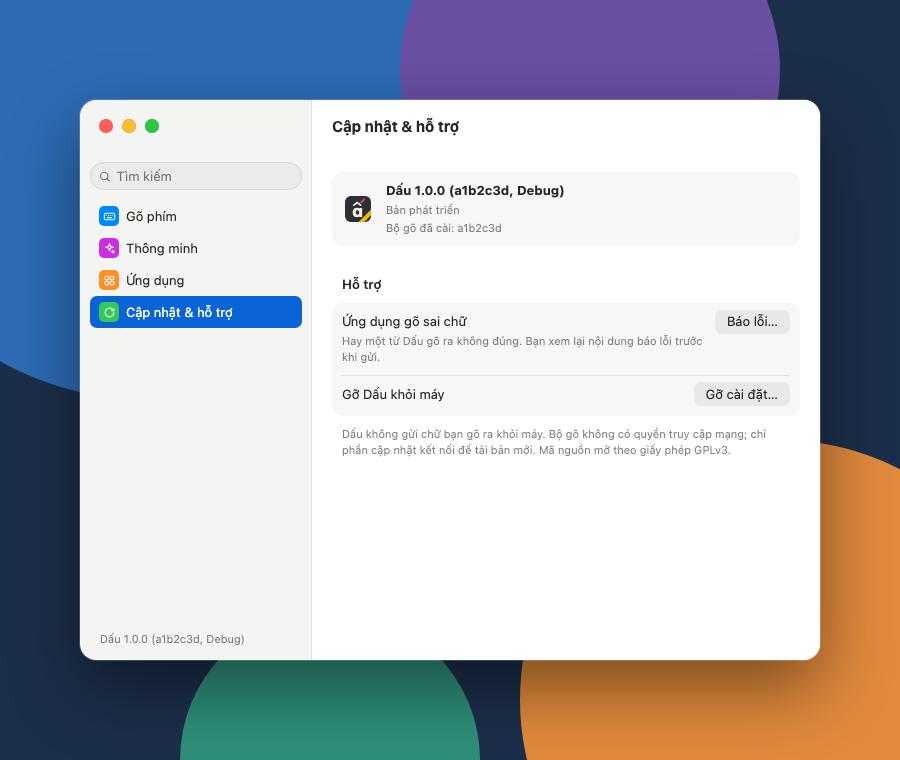 Cập nhật & hỗ trợ
Tìm kiếm
Gõ phím
Thông minh
Ứng dụng
Cập nhật & hỗ trợ
Dấu 1.0.0 (a1b2c3d, Debug)
Bản phát triển
Bộ gõ đã cài: a1b2c3d
Hỗ trợ
Ứng dụng gõ sai chữ
Báo lỗi...
Hay một từ Dấu gõ ra không đúng. Bạn xem lại nội dung báo lỗi trước
khi gửi.
Gỡ Dấu khỏi máy
Gỡ cài đặt...
Dấu không gửi chữ bạn gõ ra khỏi máy. Bộ gõ không có quyền truy cập mạng; chỉ
phần cập nhật kết nối để tải bản mới. Mã nguồn mở theo giấy phép GPLv3.
Dấu 1.0.0 (a1b2c3d, Debug)